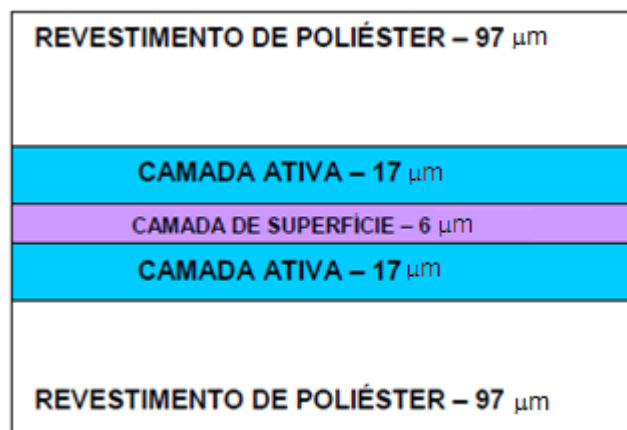 REVESTIMENTO DE POLIÉSTER – 97 μm
CAMADA ATIVA – 17 μm
CAMADA DE SUPERFÍCIE – 6 μm
CAMADA ATIVA – 17 μm
REVESTIMENTO DE POLIÉSTER – 97 μm